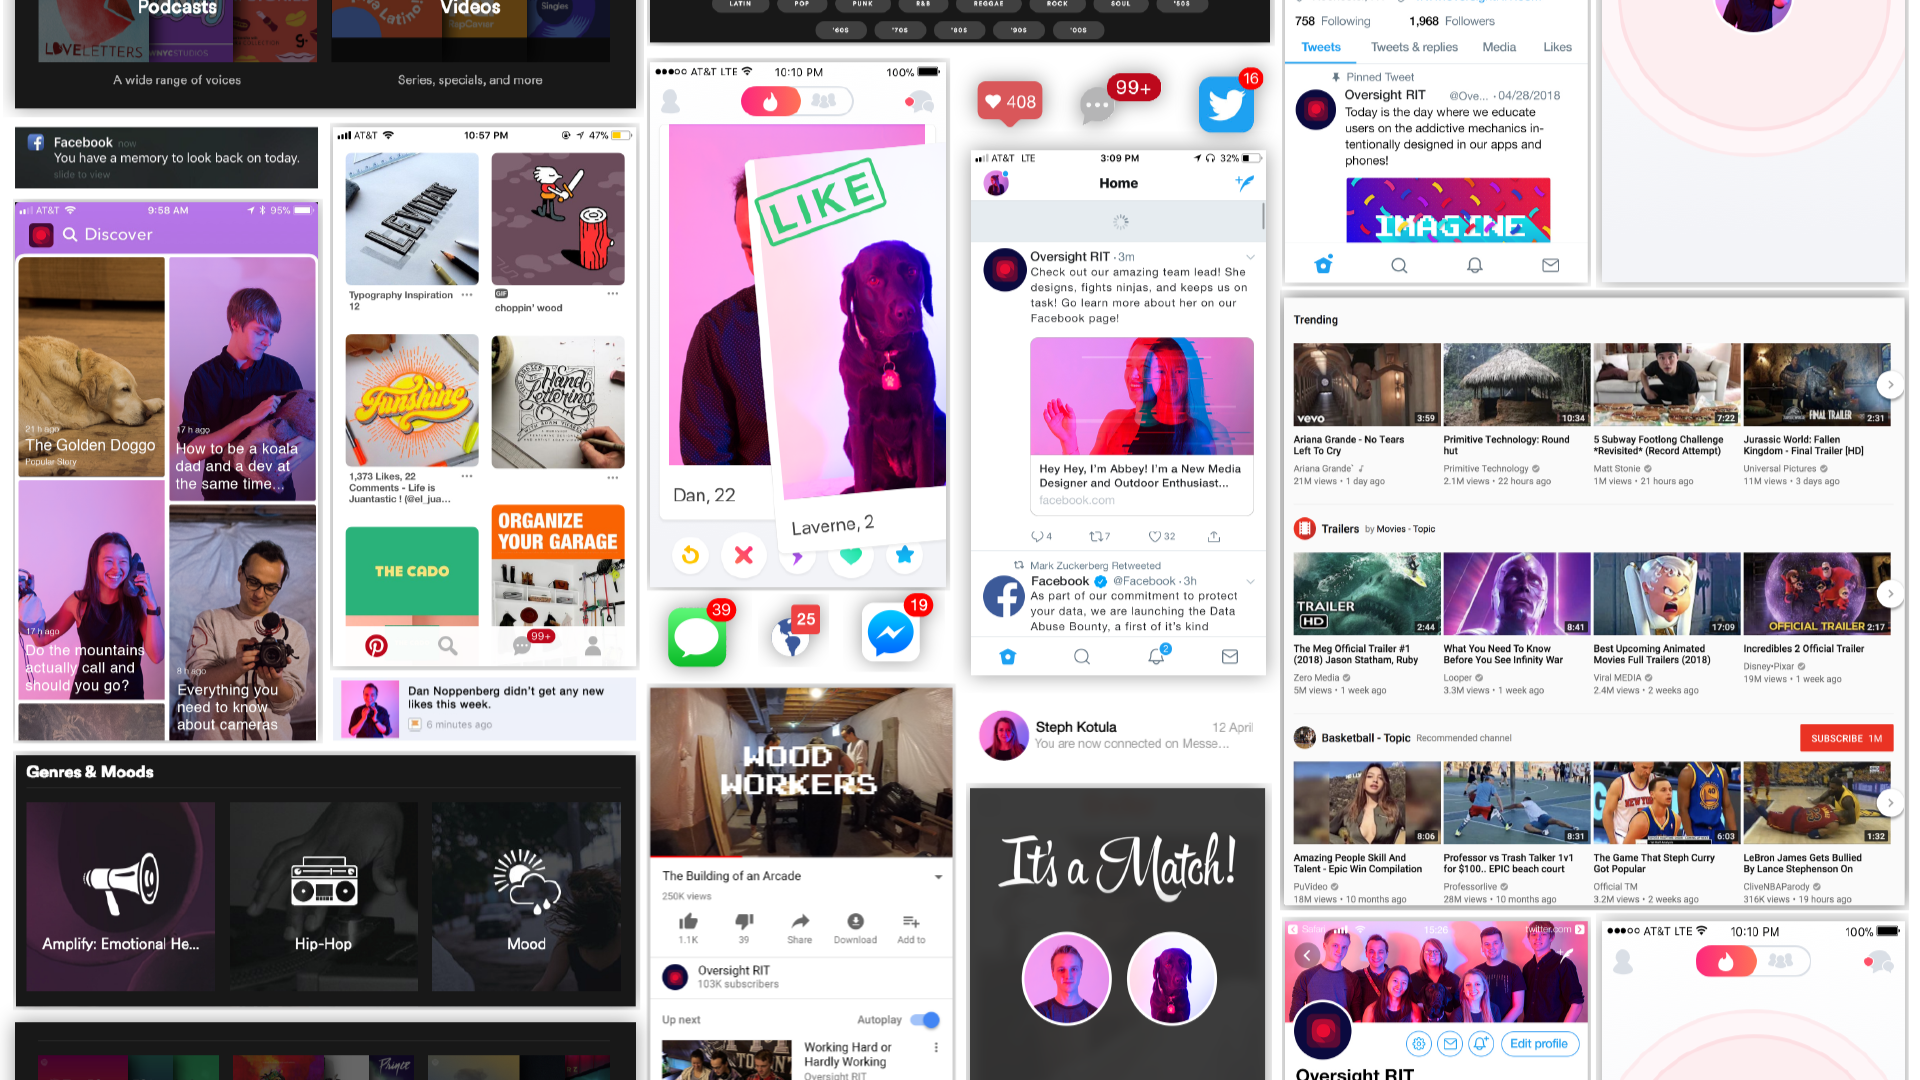 Podcasts
A wide range of voices
Videos
Series, specials, and more
LOVELETTERS
WNYCSTUDIOS
Singles
Facebook now
You have a memory to look back on today.
slide to view
AT&T 9:58 AM 95%
Discover
21 h ago
The Golden Doggo
Popular Story
17 h ago
How to be a koala
dad and a dev at
the same time...
17 h ago
Do the mountains
actually call and
should you go?
8 h ago
Everything you
need to know
about cameras
AT&T 10:57 PM 47%
LEVITATE
Typography Inspiration
12
GIF
choppin' wood
Funshine
Hand
Lettering
1,373 Likes, 22
Comments - Life is
Juantastic ! (@el_jua...
THE CADO
ORGANIZE
YOUR GARAGE
99+
Dan Noppenberg didn't get any new
likes this week.
6 minutes ago
Genres & Moods
Amplify: Emotional He...
Hip-Hop
Mood
Prince
LATIN POP PUNK R&B REGGAE ROCK SOUL '50S
'60S '70S '80S '90S '00S
AT&T LTE 10:10 PM 100%
LIKE
Dan, 22
Laverne, 2
39
25
19
WOOD
WORKERS
The Building of an Arcade
250K views
1.1K 39 Share Download Add to
Oversight RIT
103K subscribers
Up next Autoplay
Working Hard or
Hardly Working
Oversight RIT
408
99+
16
AT&T LTE 3:09 PM 32%
Home
Oversight RIT · 3m
Check out our amazing team lead! She
designs, fights ninjas, and keeps us on
task! Go learn more about her on our
Facebook page!
Hey Hey, I'm Abbey! I'm a New Media
Designer and Outdoor Enthusiast...
facebook.com
4 7 32
Mark Zuckerberg Retweeted
Facebook @Facebook · 3h
As part of our commitment to protect
your data, we are launching the Data
Abuse Bounty, a first of it's kind
2
Steph Kotula 12 April
You are now connected on Messe...
It's a Match!
758 Following 1,968 Followers
Tweets Tweets & replies Media Likes
Pinned Tweet
Oversight RIT @Ove... · 04/28/2018
Today is the day where we educate
users on the addictive mechanics in-
tentionally designed in our apps and
phones!
IMAGINE
Trending
vevo 3:59
10:34
7:22
FINAL TRAILER 2:31
Ariana Grande - No Tears
Left To Cry
Ariana Grande
21M views • 1 day ago
Primitive Technology: Round
hut
Primitive Technology
2.1M views • 22 hours ago
5 Subway Footlong Challenge
*Revisited* (Record Attempt)
Matt Stonie
1M views • 21 hours ago
Jurassic World: Fallen
Kingdom - Final Trailer [HD]
Universal Pictures
11M views • 3 days ago
Trailers by Movies - Topic
TRAILER
HD 2:44
8:41
17:09
OFFICIAL TRAILER 2:17
The Meg Official Trailer #1
(2018) Jason Statham, Ruby
Zero Media
5M views • 1 week ago
What You Need To Know
Before You See Infinity War
Looper
3.3M views • 1 week ago
Best Upcoming Animated
Movies Full Trailers (2018)
Viral MEDIA
2.4M views • 2 weeks ago
Incredibles 2 Official Trailer
Disney•Pixar
19M views • 1 week ago
Basketball - Topic Recommended channel SUBSCRIBE 1M
8:06
8:31
6:03
1:32
Amazing People Skill And
Talent - Epic Win Compilation
PuVideo
18M views • 10 months ago
Professor vs Trash Talker 1v1
for $100.. EPIC beach court
Professorlive
28M views • 10 months ago
The Game That Steph Curry
Got Popular
Official TM
3.2M views • 2 weeks ago
LeBron James Gets Bullied
By Lance Stephenson On
CliveNBAParody
316K views • 19 hours ago
Safari 15:26 twitter.com
Edit profile
Oversight RIT
AT&T LTE 10:10 PM 100%